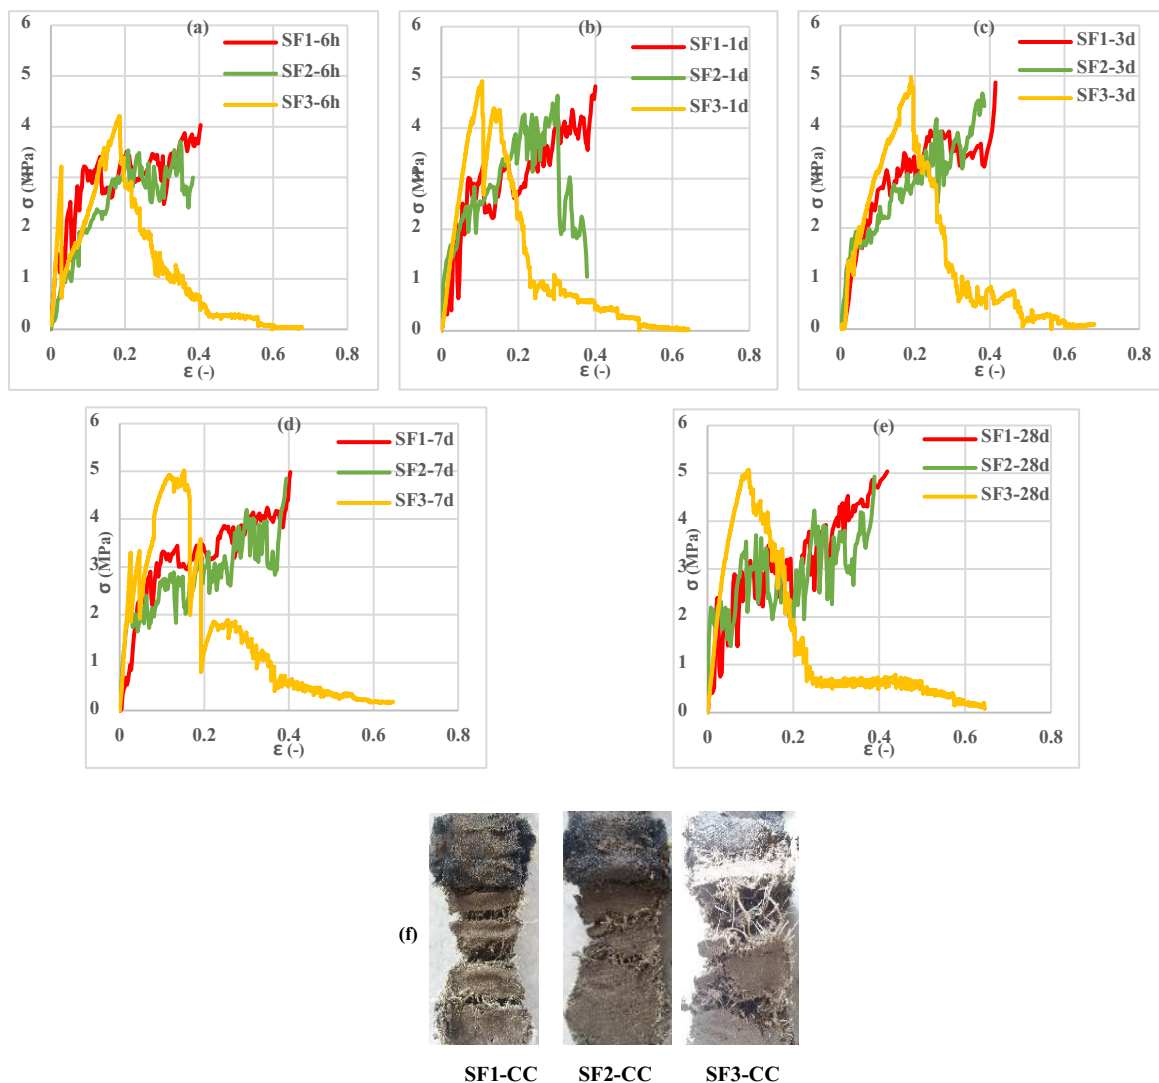 (a)
SF1-6h
SF2-6h
SF3-6h
σ (MPa)
6
5
4
3
2
1
0
0 0.2 0.4 0.6 0.8
ε (-)
(b)
SF1-1d
SF2-1d
SF3-1d
σ (MPa)
6
5
4
3
2
1
0
0 0.2 0.4 0.6 0.8
ε (-)
(c)
SF1-3d
SF2-3d
SF3-3d
σ (MPa)
6
5
4
3
2
1
0
0 0.2 0.4 0.6 0.8
ε (-)
(d)
SF1-7d
SF2-7d
SF3-7d
σ (MPa)
6
5
4
3
2
1
0
0 0.2 0.4 0.6 0.8
ε (-)
(e)
SF1-28d
SF2-28d
SF3-28d
σ (MPa)
6
5
4
3
2
1
0
0 0.2 0.4 0.6 0.8
ε (-)
(f)
SF1-CC SF2-CC SF3-CC